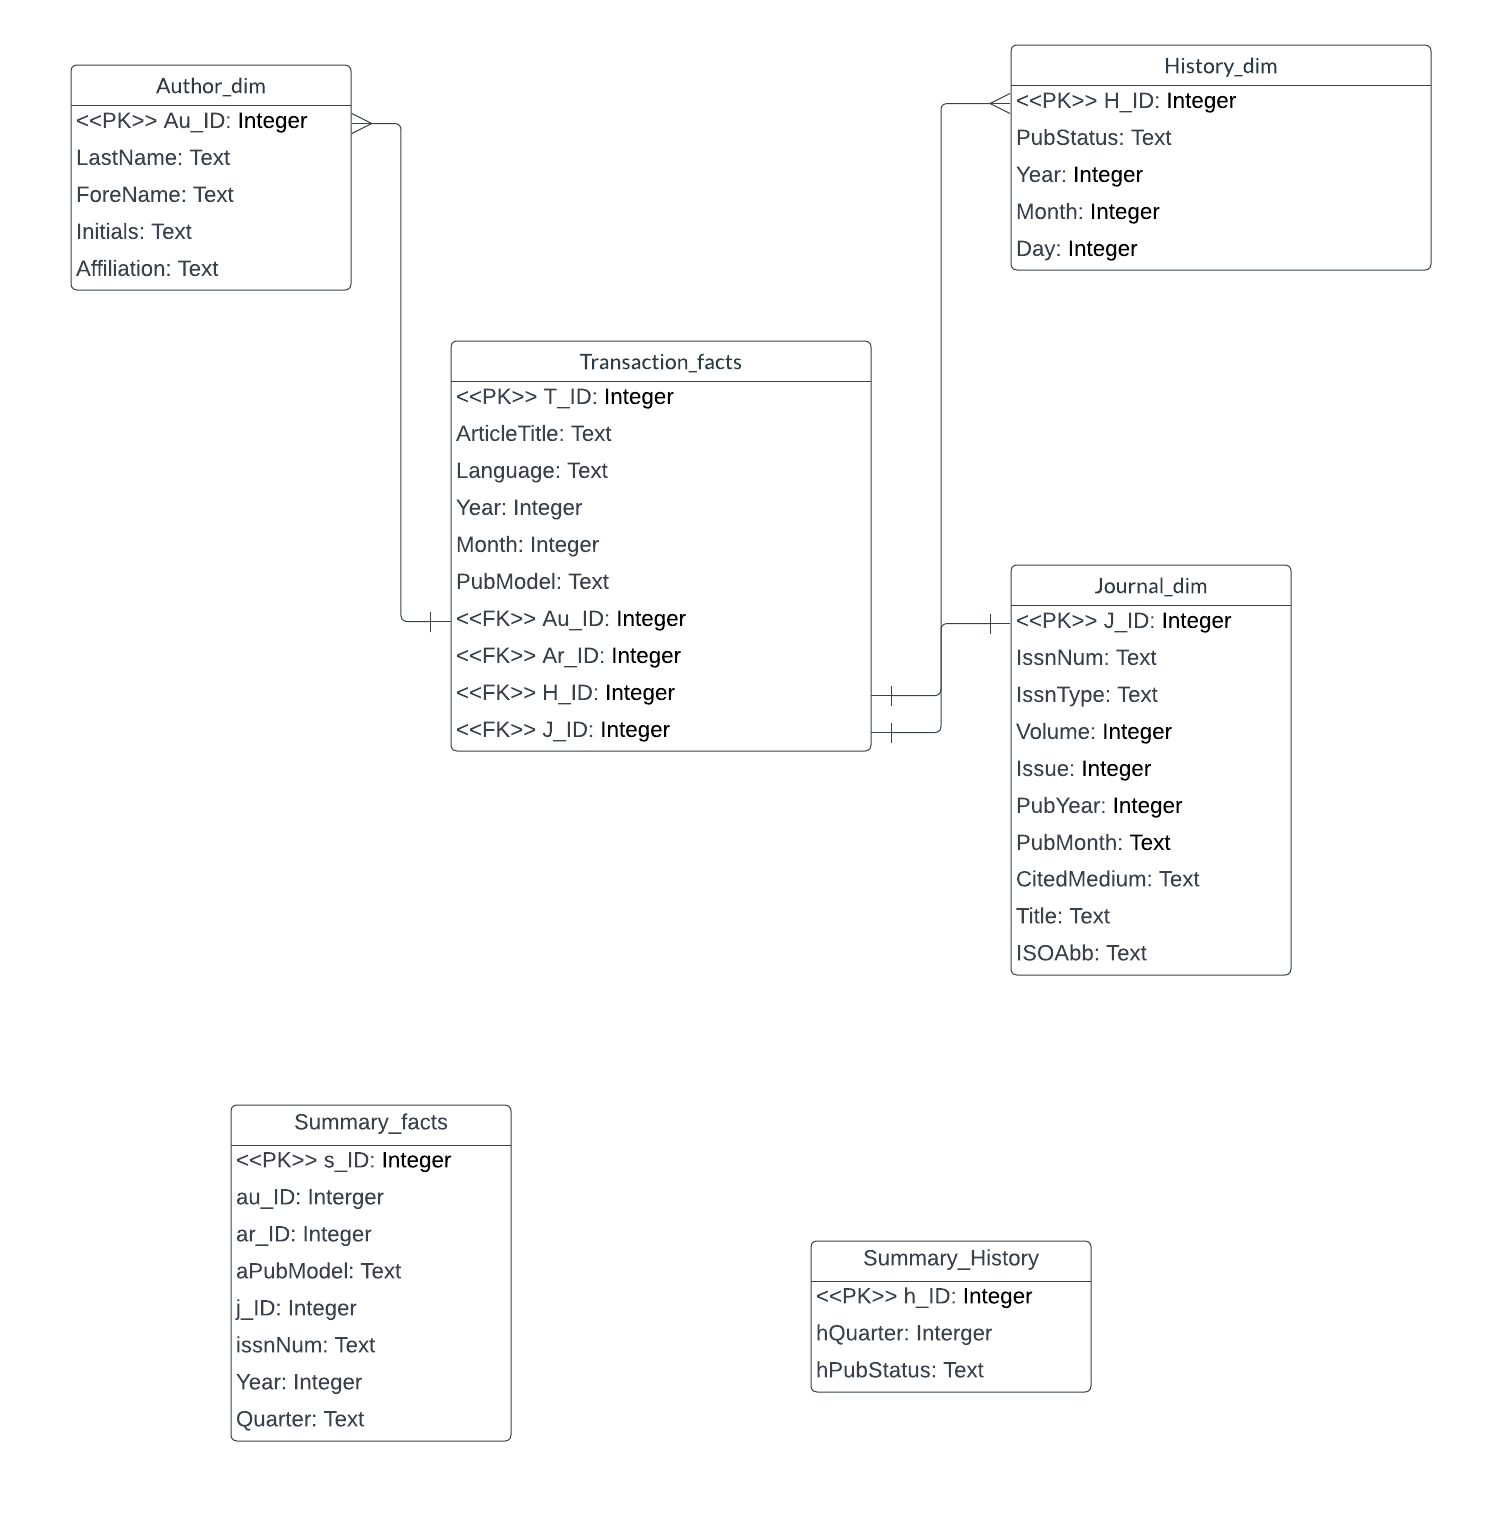 Author_dim
<<PK>> Au_ID: Integer
LastName: Text
ForeName: Text
Initials: Text
Affiliation: Text
History_dim
<<PK>> H_ID: Integer
PubStatus: Text
Year: Integer
Month: Integer
Day: Integer
Transaction_facts
<<PK>> T_ID: Integer
ArticleTitle: Text
Language: Text
Year: Integer
Month: Integer
PubModel: Text
<<FK>> Au_ID: Integer
<<FK>> Ar_ID: Integer
<<FK>> H_ID: Integer
<<FK>> J_ID: Integer
Journal_dim
<<PK>> J_ID: Integer
IssnNum: Text
IssnType: Text
Volume: Integer
Issue: Integer
PubYear: Integer
PubMonth: Text
CitedMedium: Text
Title: Text
ISOAbb: Text
Summary_facts
<<PK>> s_ID: Integer
au_ID: Interger
ar_ID: Integer
aPubModel: Text
j_ID: Integer
issnNum: Text
Year: Integer
Quarter: Text
Summary_History
<<PK>> h_ID: Integer
hQuarter: Interger
hPubStatus: Text